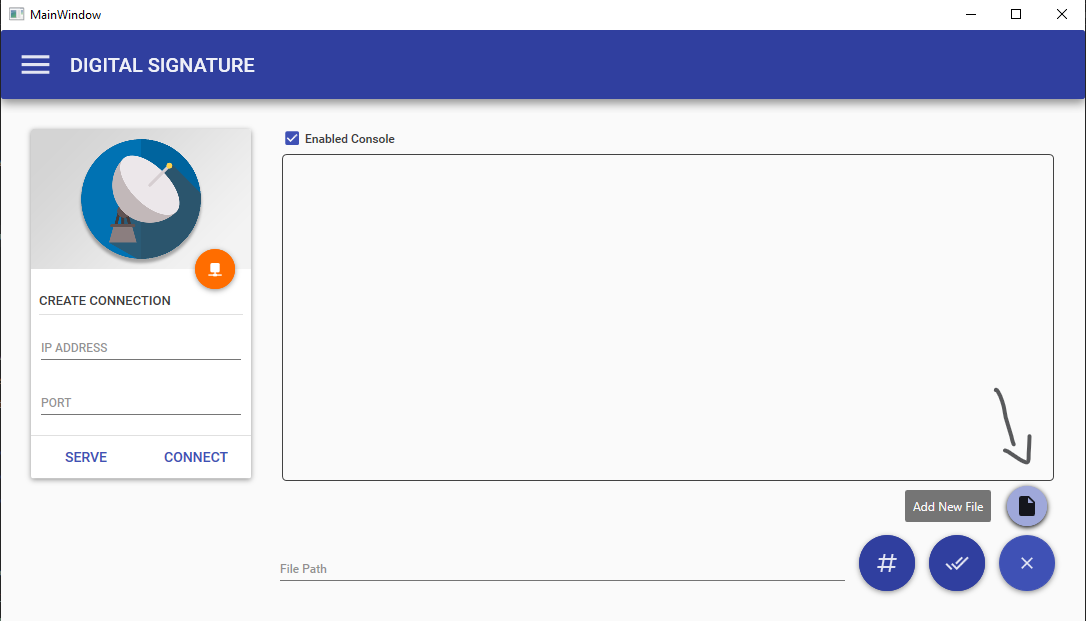 MainWindow
DIGITAL SIGNATURE
Enabled Console
CREATE CONNECTION
IP ADDRESS
PORT
SERVE CONNECT
Add New File
File Path
#